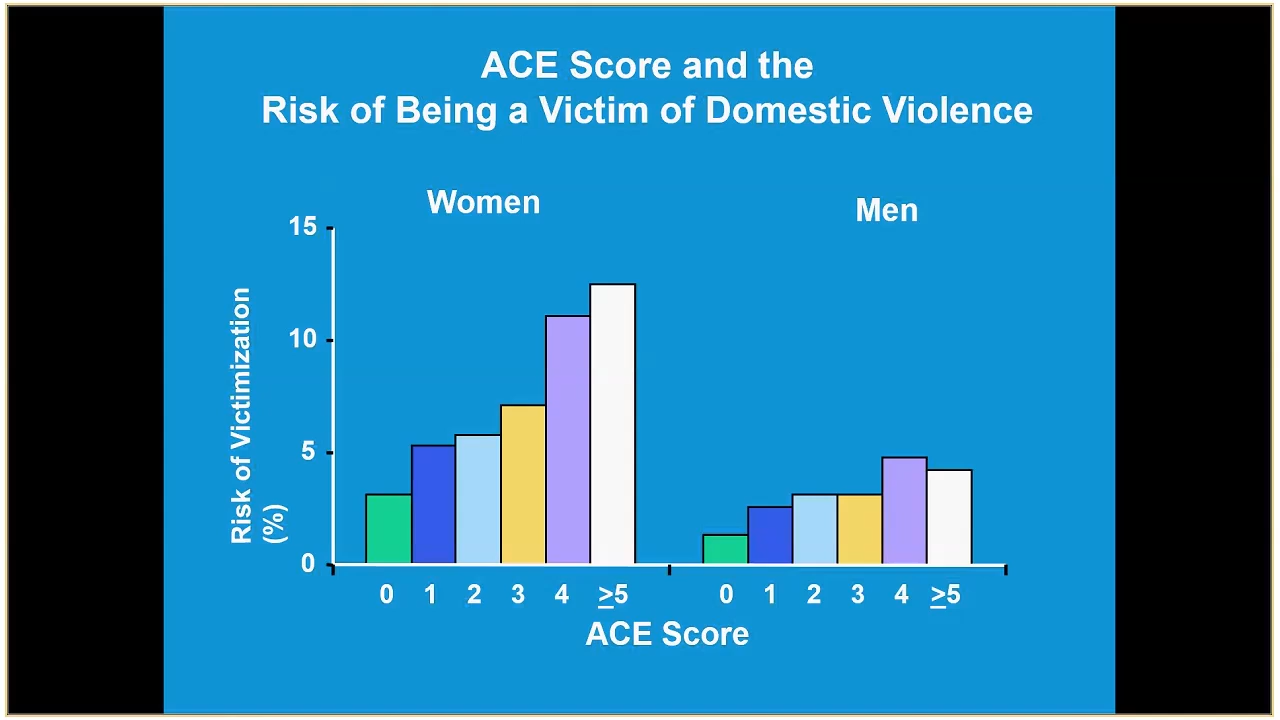 ACE Score and the
Risk of Being a Victim of Domestic Violence
Women
Men
15
10
5
0
Risk of Victimization
(%)
0 1 2 3 4 ≥5
0 1 2 3 4 ≥5
ACE Score